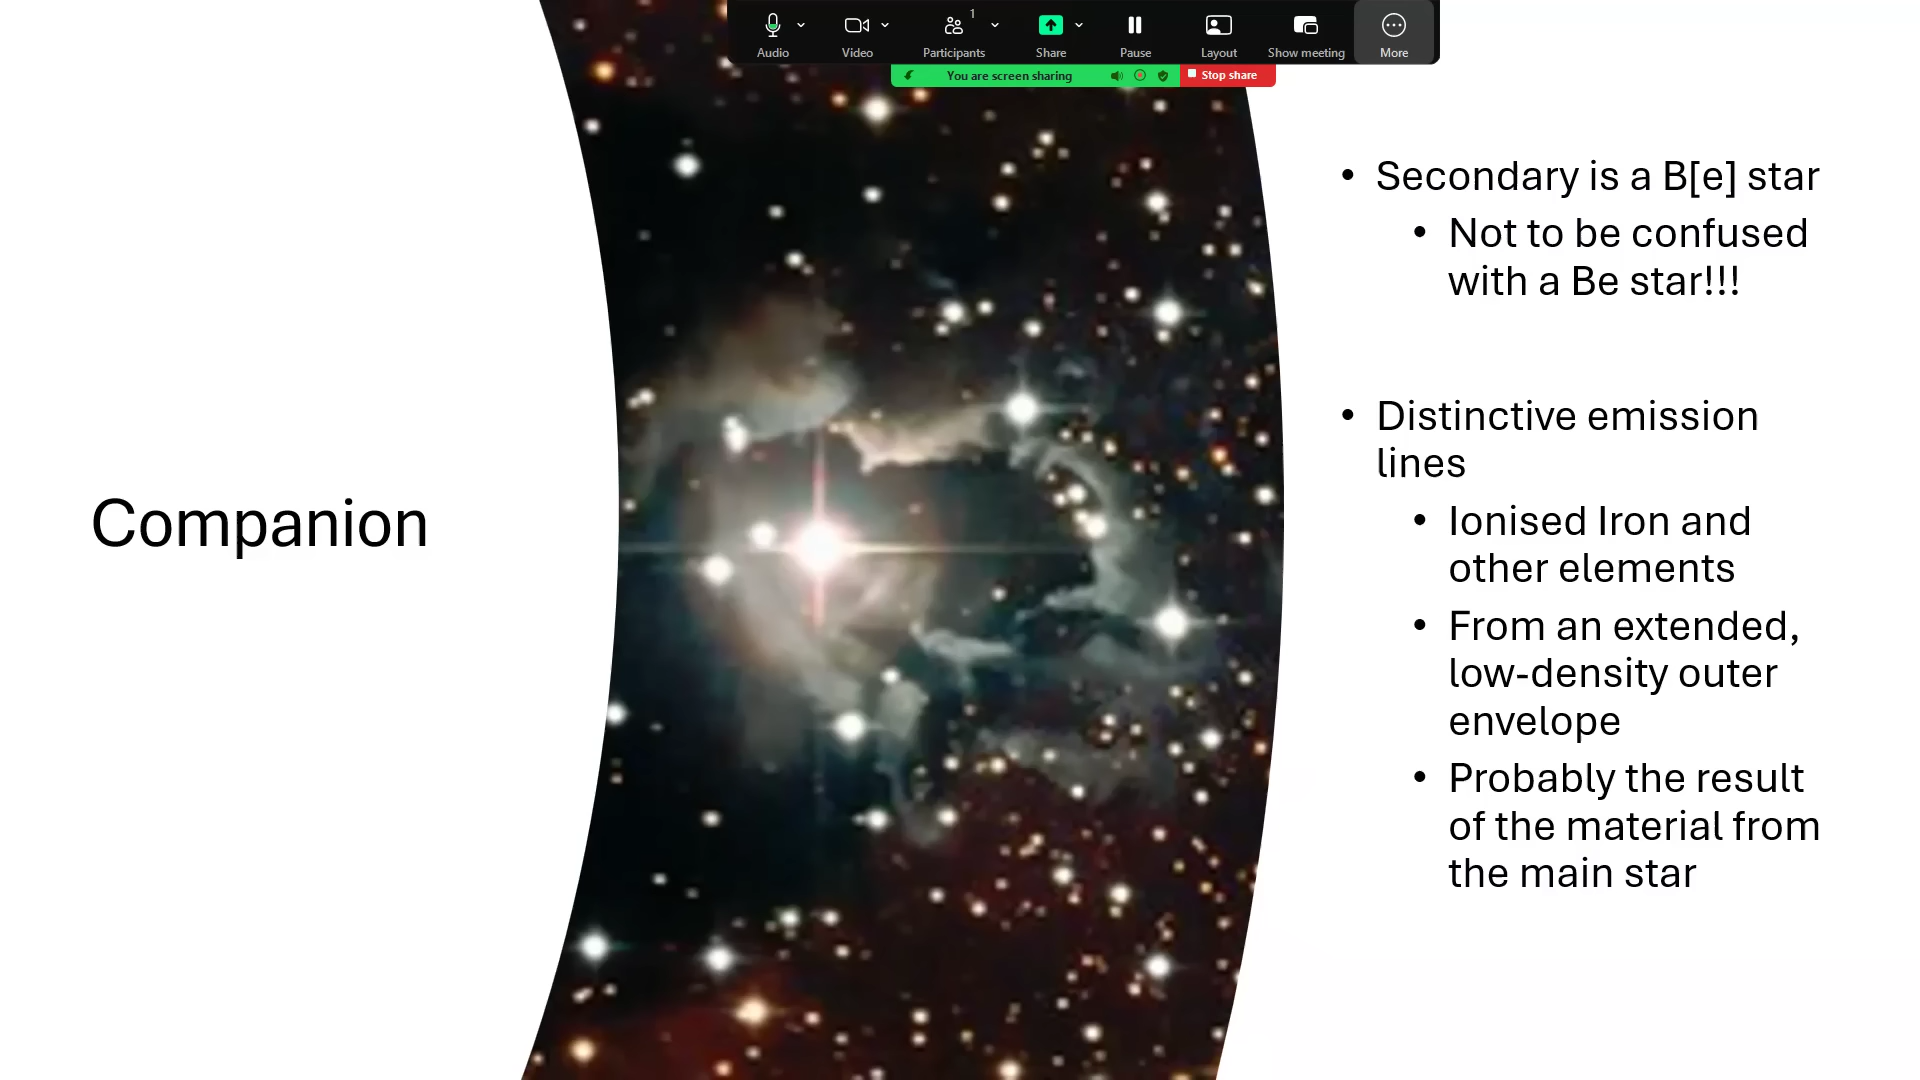 1
Audio
Video
Participants
Share
Pause
Layout
Show meeting
More
You are screen sharing
Stop share
Companion
• Secondary is a B[e] star
• Not to be confused
with a Be star!!!
• Distinctive emission
lines
• Ionised Iron and
other elements
• From an extended,
low-density outer
envelope
• Probably the result
of the material from
the main star